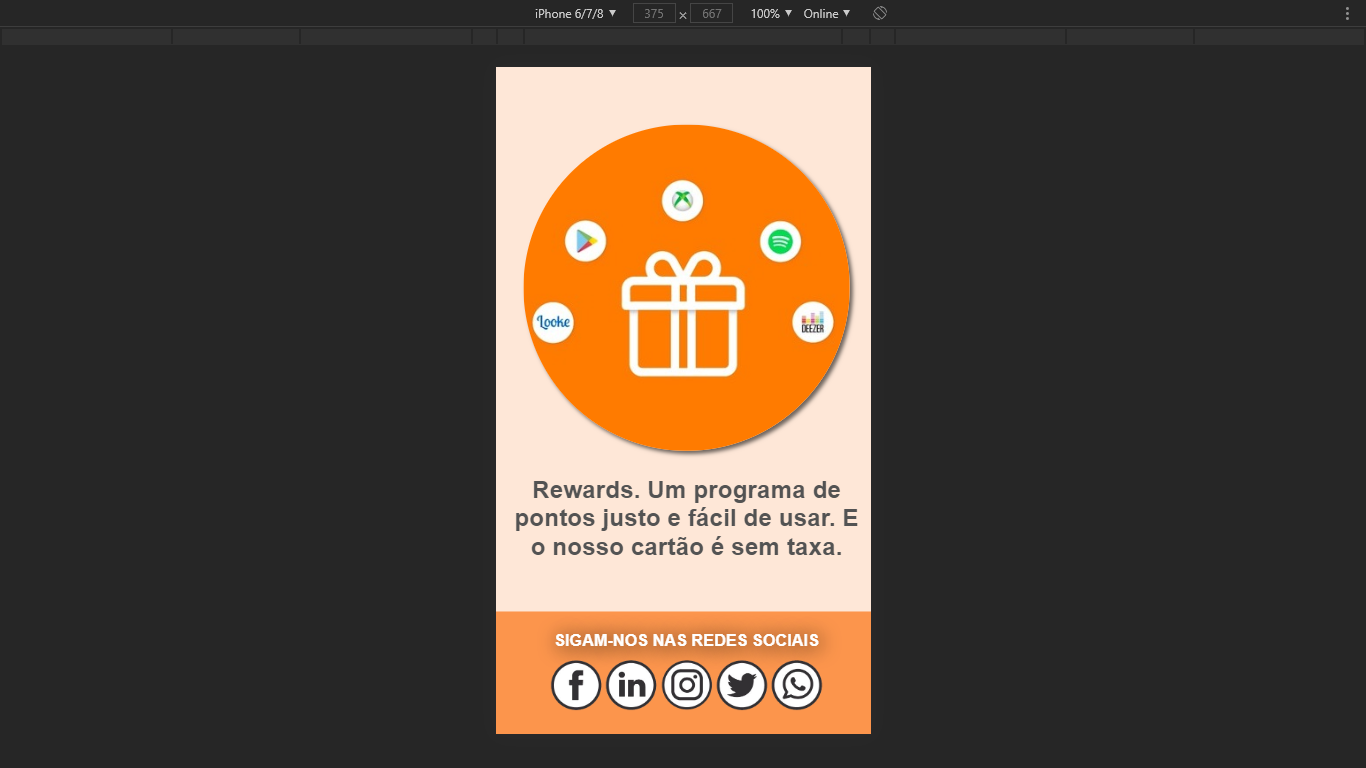 iPhone 6/7/8 ▼ 375 × 667 100% ▼ Online ▼
Looke
DEEZER
Rewards. Um programa de
pontos justo e fácil de usar. E
o nosso cartão é sem taxa.
SIGAM-NOS NAS REDES SOCIAIS
f in